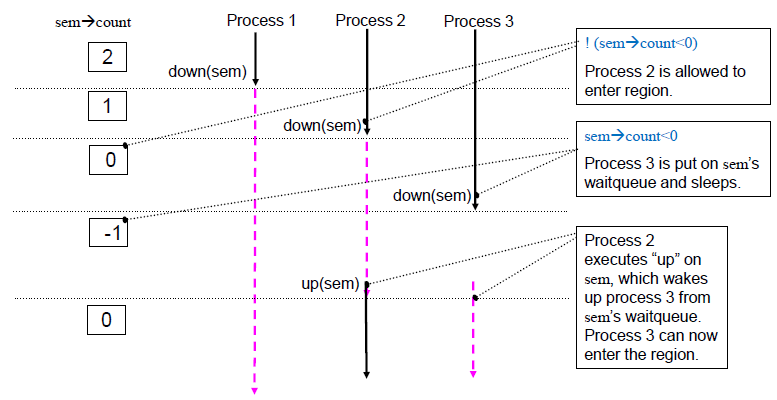 sem→count
Process 1 Process 2 Process 3
2
down(sem)
! (sem→count<0)
Process 2 is allowed to
enter region.
1
down(sem)
sem→count<0
Process 3 is put on sem's
waitqueue and sleeps.
0
down(sem)
-1
Process 2
executes “up” on
sem, which wakes
up process 3 from
sem's waitqueue.
Process 3 can now
enter the region.
up(sem)
0